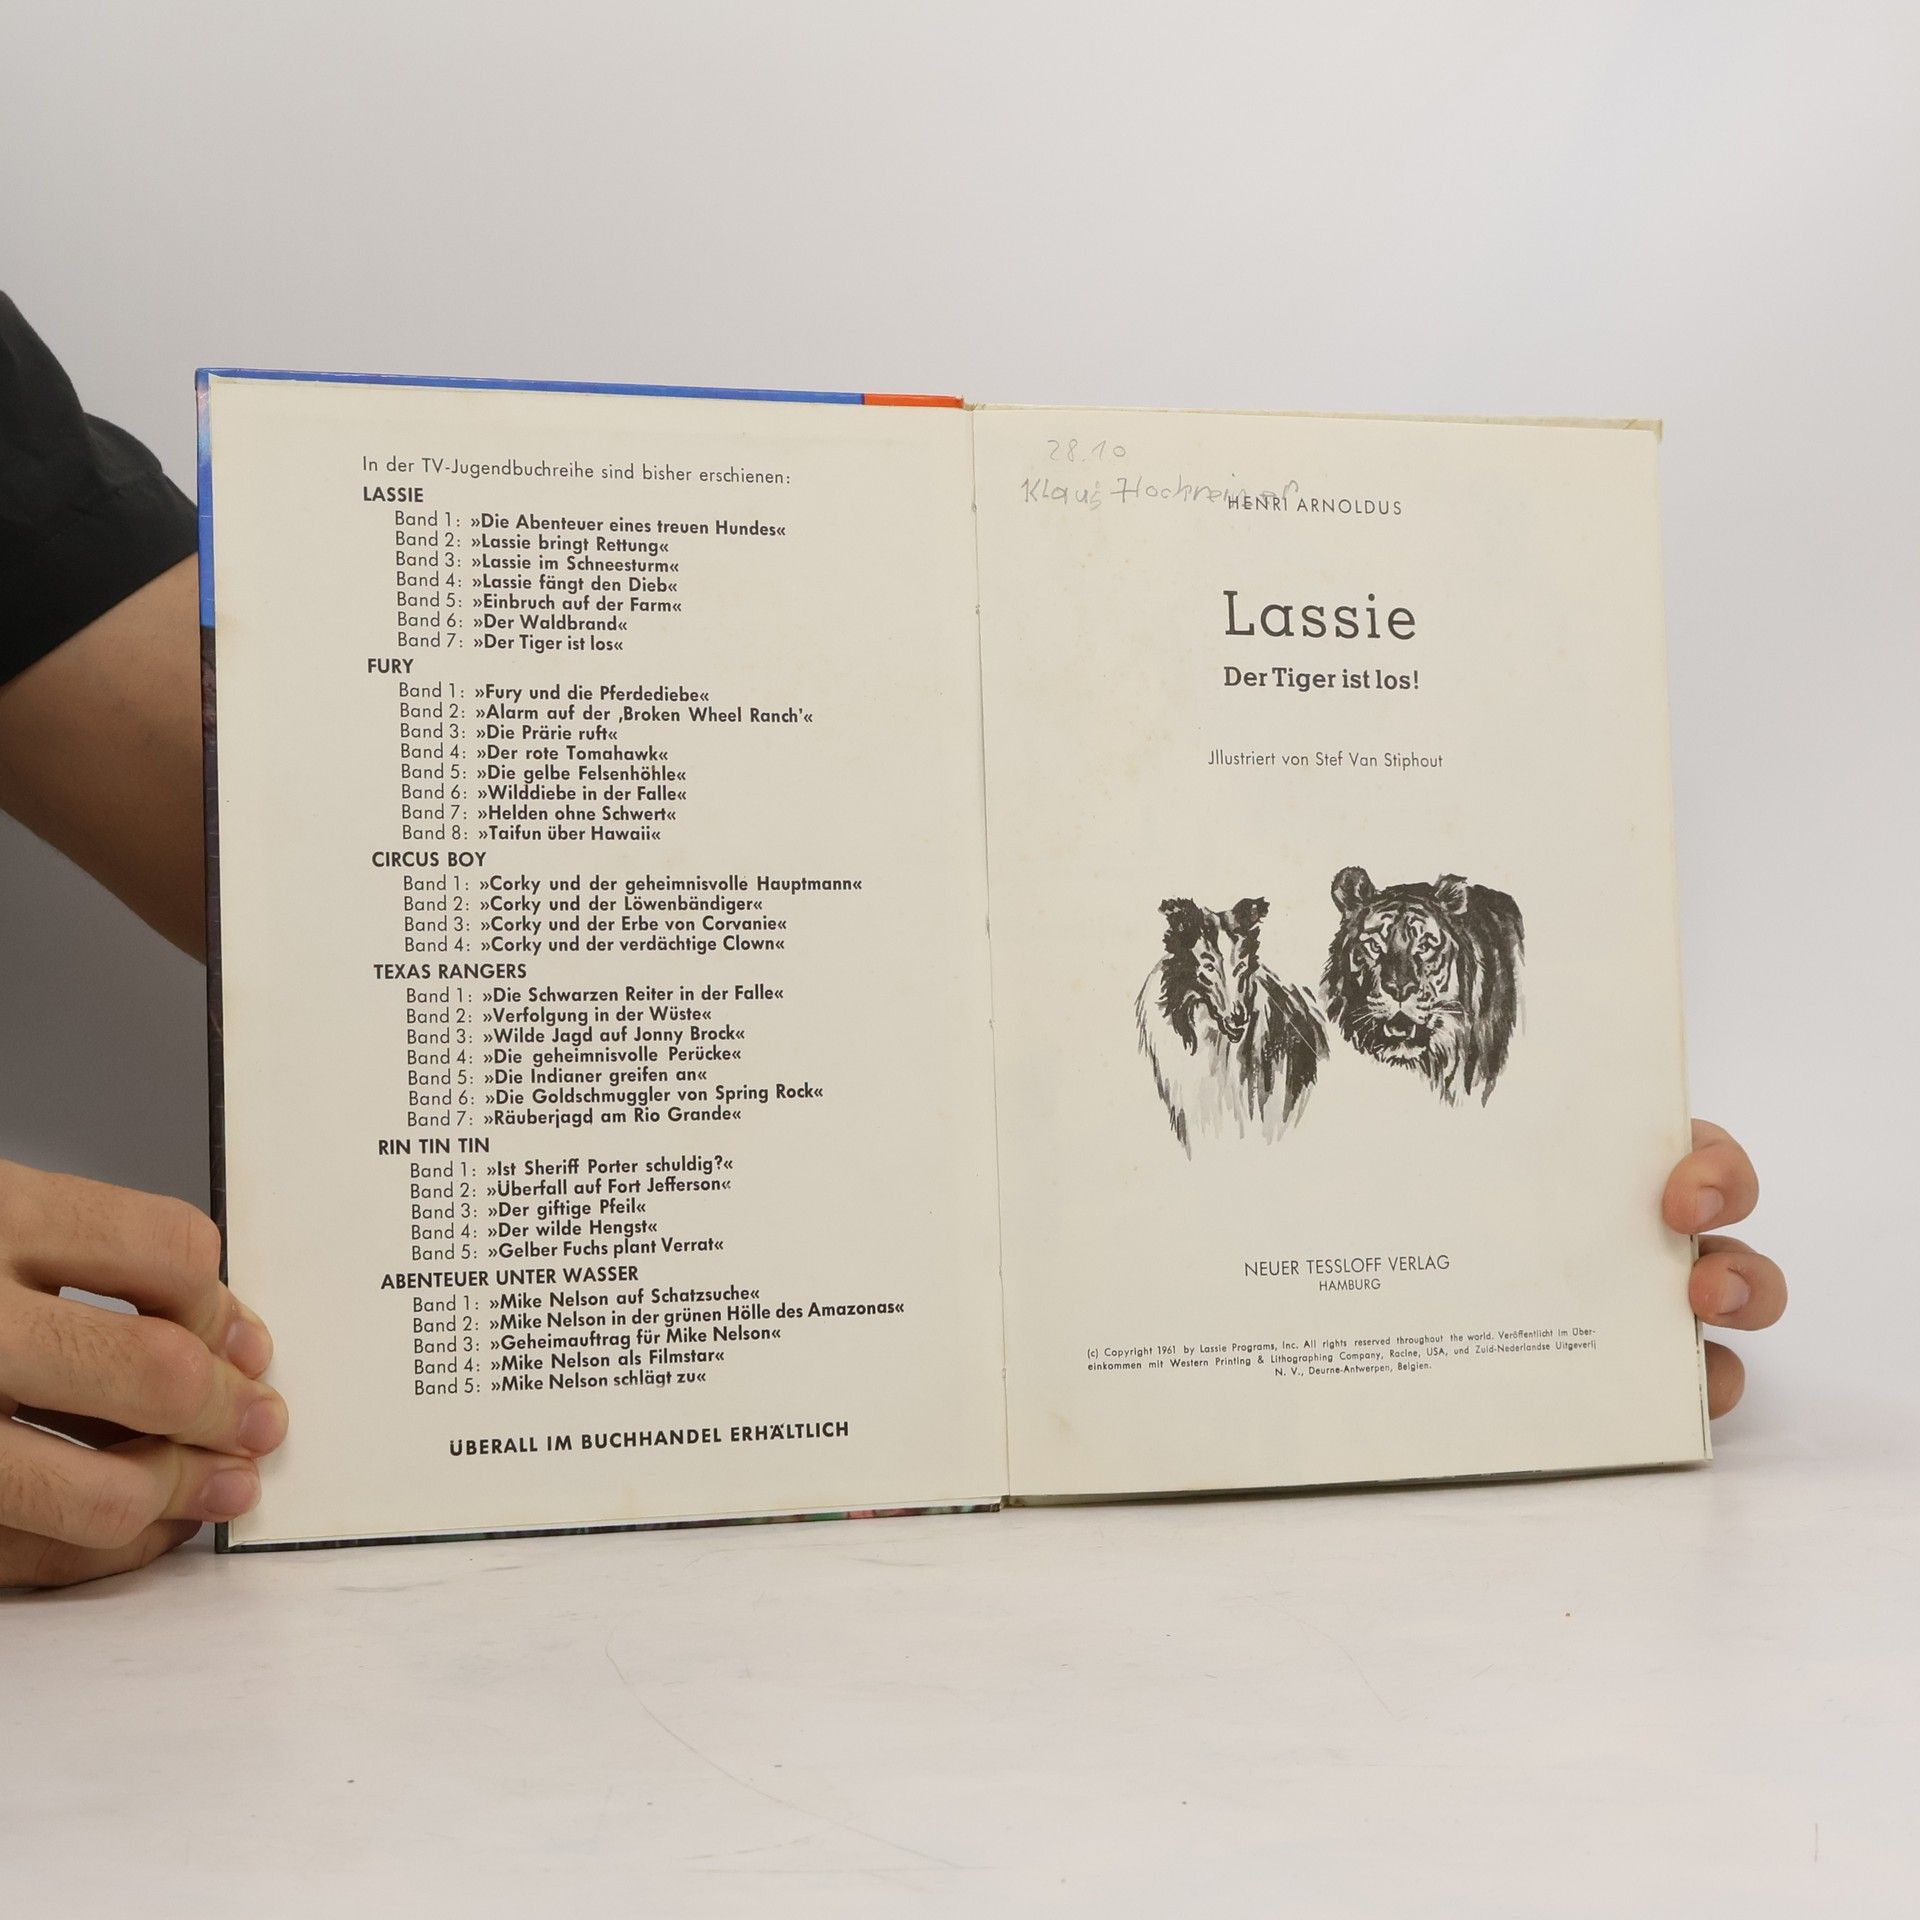 In der TV-Jugendbuchreihe sind bisher erschienen:
LASSIE
Band 1: »Die Abenteuer eines treuen Hundes«
Band 2: »Lassie bringt Rettung«
Band 3: »Lassie im Schneesturm«
Band 4: »Lassie fängt den Dieb«
Band 5: »Einbruch auf der Farm«
Band 6: »Der Waldbrand«
Band 7: »Der Tiger ist los«
FURY
Band 1: »Fury und die Pferdediebe«
Band 2: »Alarm auf der ‚Broken Wheel Ranch'«
Band 3: »Die Prärie ruft«
Band 4: »Der rote Tomahawk«
Band 5: »Die gelbe Felsenhöhle«
Band 6: »Wilddiebe in der Falle«
Band 7: »Helden ohne Schwert«
Band 8: »Taifun über Hawaii«
CIRCUS BOY
Band 1: »Corky und der geheimnisvolle Hauptmann«
Band 2: »Corky und der Löwenbändiger«
Band 3: »Corky und der Erbe von Corvanie«
Band 4: »Corky und der verdächtige Clown«
TEXAS RANGERS
Band 1: »Die Schwarzen Reiter in der Falle«
Band 2: »Verfolgung in der Wüste«
Band 3: »Wilde Jagd auf Jonny Brock«
Band 4: »Die geheimnisvolle Perücke«
Band 5: »Die Indianer greifen an«
Band 6: »Die Goldschmuggler von Spring Rock«
Band 7: »Räuberjagd am Rio Grande«
RIN TIN TIN
Band 1: »Ist Sheriff Porter schuldig?«
Band 2: »Überfall auf Fort Jefferson«
Band 3: »Der giftige Pfeil«
Band 4: »Der wilde Hengst«
Band 5: »Gelber Fuchs plant Verrat«
ABENTEUER UNTER WASSER
Band 1: »Mike Nelson auf Schatzsuche«
Band 2: »Mike Nelson in der grünen Hölle des Amazonas«
Band 3: »Geheimauftrag für Mike Nelson«
Band 4: »Mike Nelson als Filmstar«
Band 5: »Mike Nelson schlägt zu«
ÜBERALL IM BUCHHANDEL ERHÄLTLICH
28.10
Klaus
HENRI ARNOLDUS
Lassie
Der Tiger ist los!
Jllustriert von Stef Van Stiphout
NEUER TESSLOFF VERLAG
HAMBURG
(c) Copyright 1961 by Lassie Programs, Inc. All rights reserved throughout the world. Veröffentlicht im Über-
einkommen mit Western Printing & Lithographing Company, Racine, USA, und Zuid-Nederlandse Uitgeverij
N. V., Deurne-Antwerpen, Belgien.